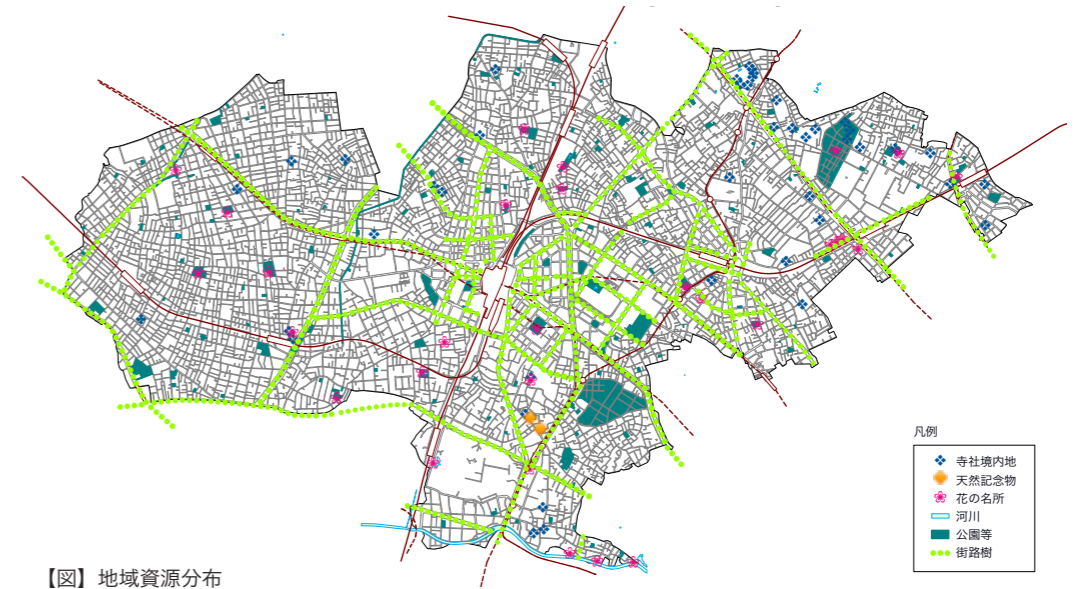 凡例
寺社境内地
天然記念物
花の名所
河川
公園等
街路樹
【図】地域資源分布